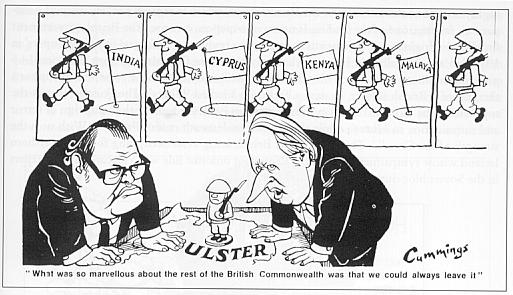 INDIA
CYPRUS
KENYA
MALAYA
ULSTER
Cummings
"What was so marvellous about the rest of the British Commonwealth was that we could always leave it"